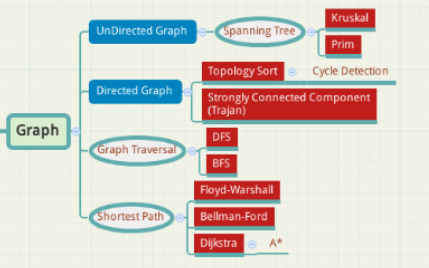 Graph
UnDirected Graph
Spanning Tree
Kruskal
Prim
Directed Graph
Topology Sort
Cycle Detection
Strongly Connected Component
(Trajan)
Graph Traversal
DFS
BFS
Shortest Path
Floyd-Warshall
Bellman-Ford
Dijkstra
A*